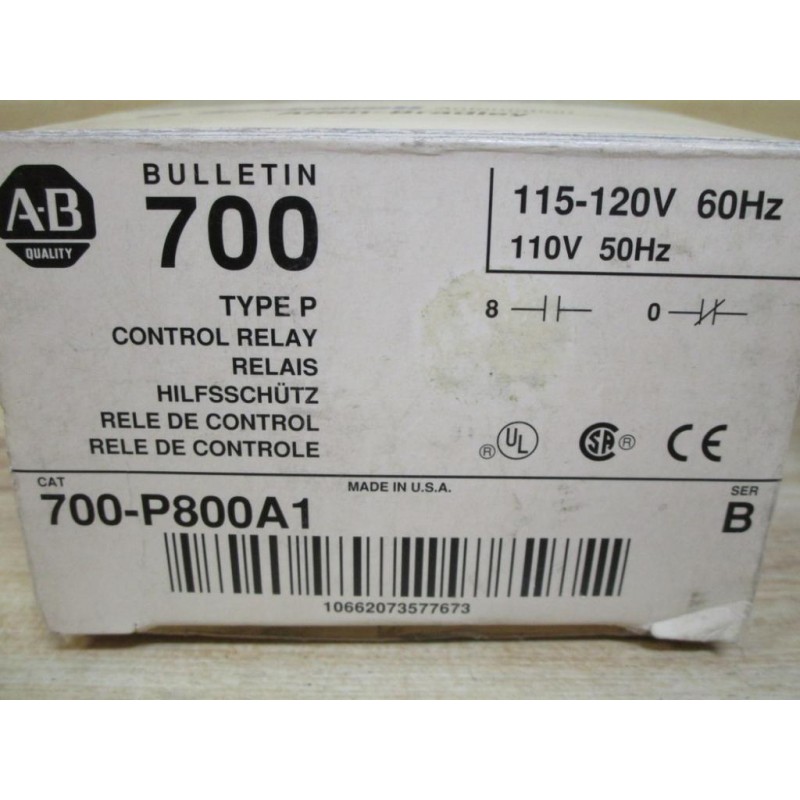 A-B
QUALITY
BULLETIN
700
TYPE P
CONTROL RELAY
RELAIS
HILFSSCHÜTZ
RELE DE CONTROL
RELE DE CONTROLE
115-120V 60Hz
110V 50Hz
8
0
® UL
SA ®
CE
CAT
700-P800A1
MADE IN U.S.A.
SER
B
10662073577673